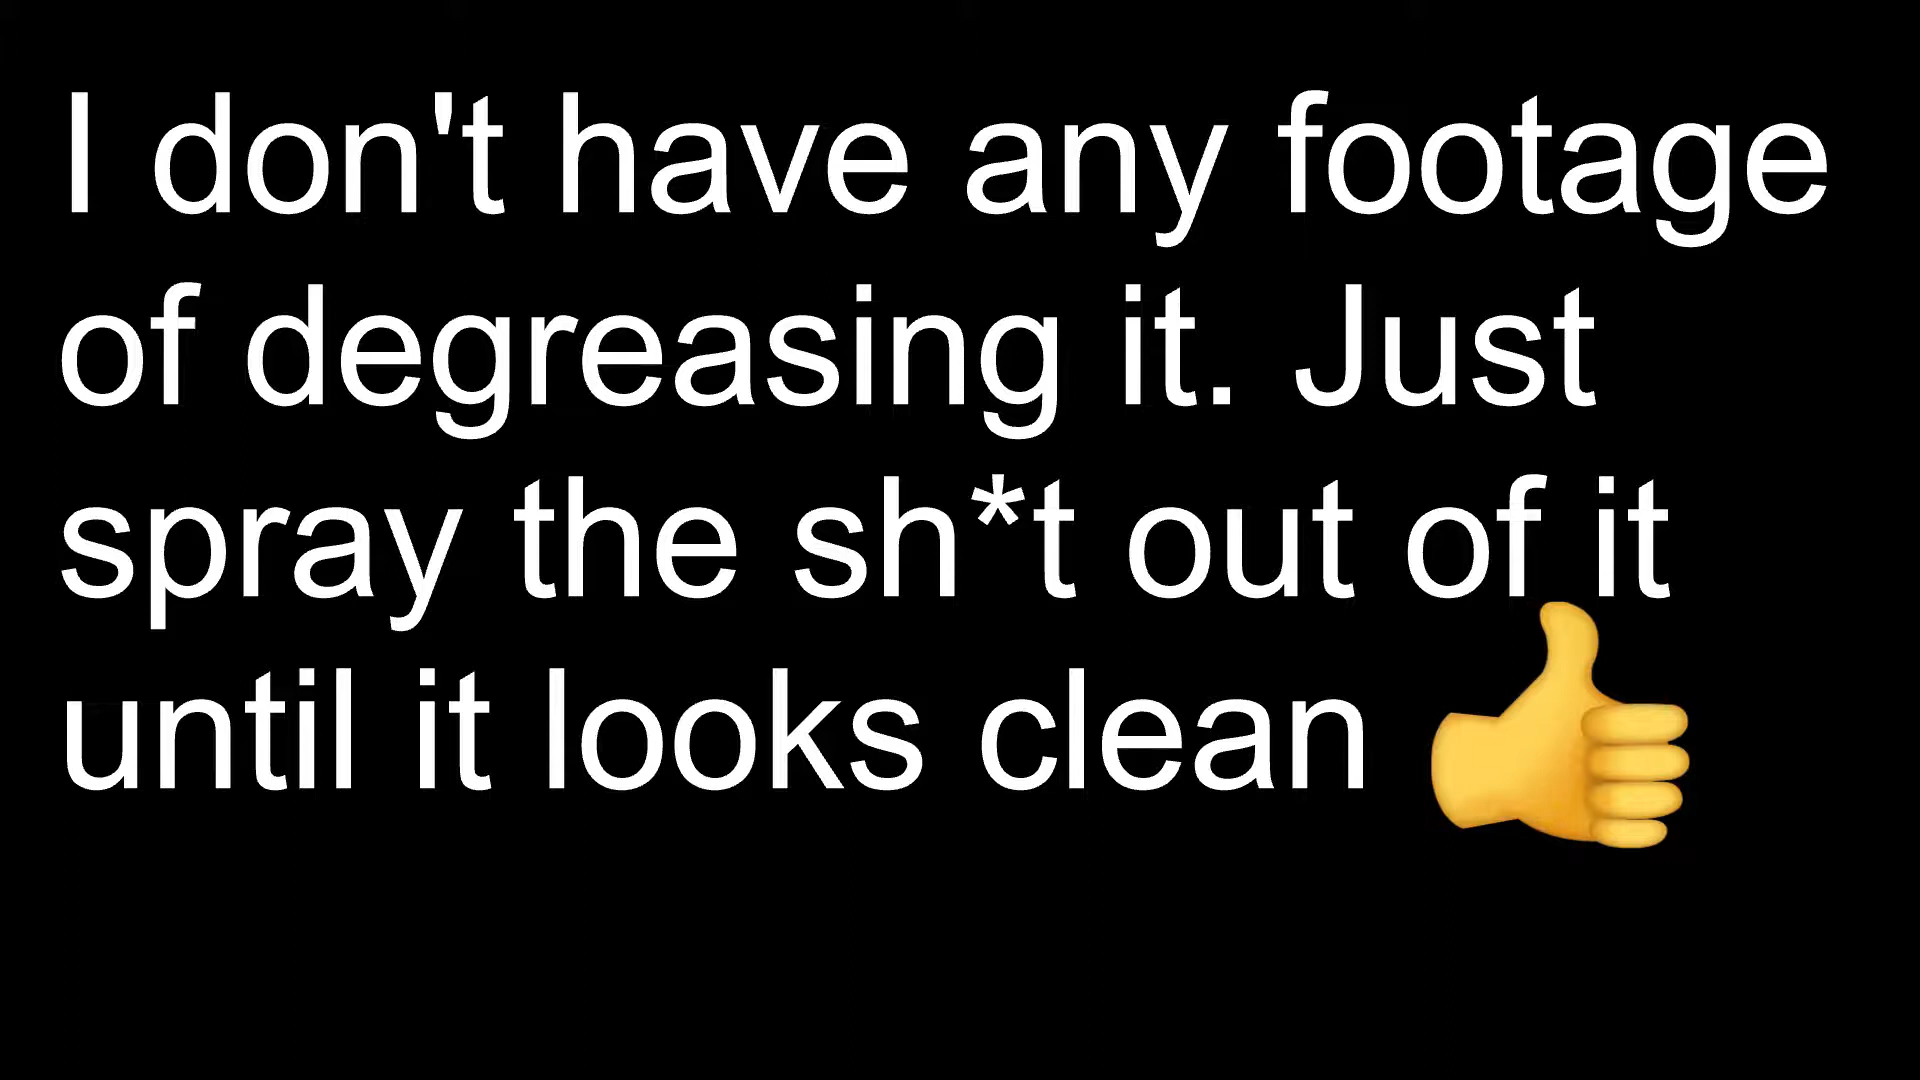 I don't have any footage
of degreasing it. Just
spray the sh*t out of it
until it looks clean 👍